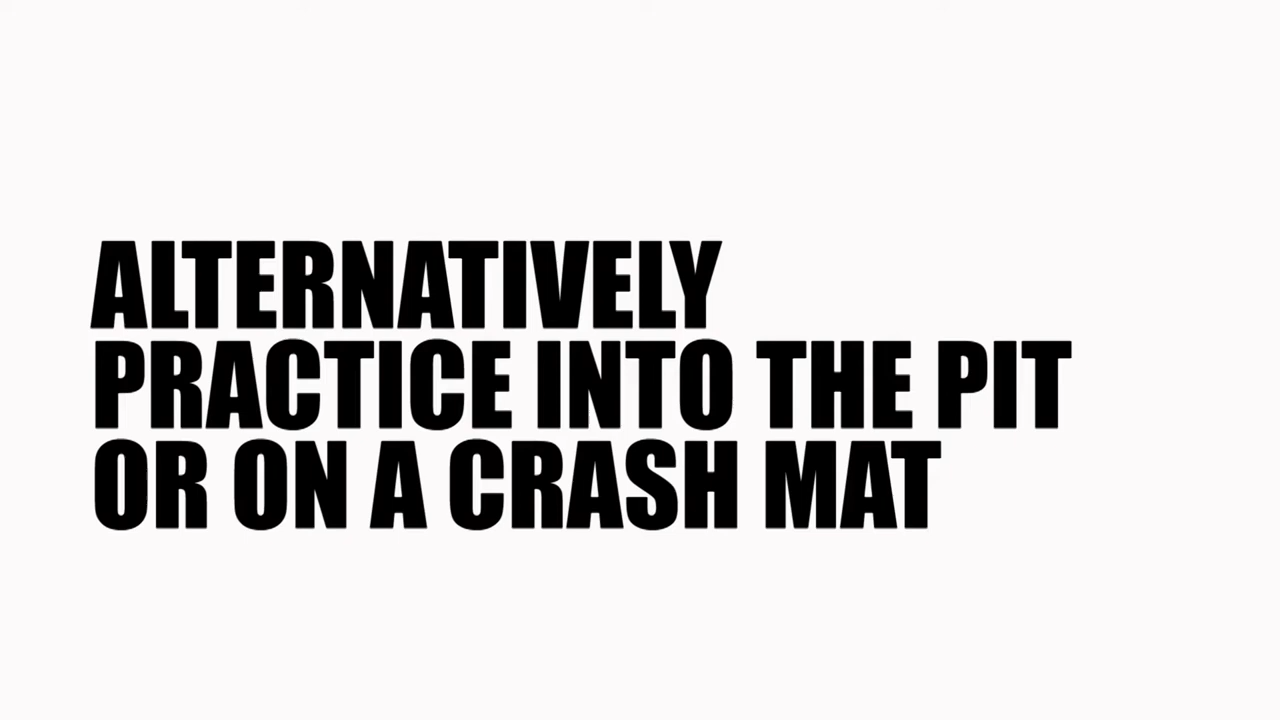 ALTERNATIVELY
PRACTICE INTO THE PIT
OR ON A CRASH MAT